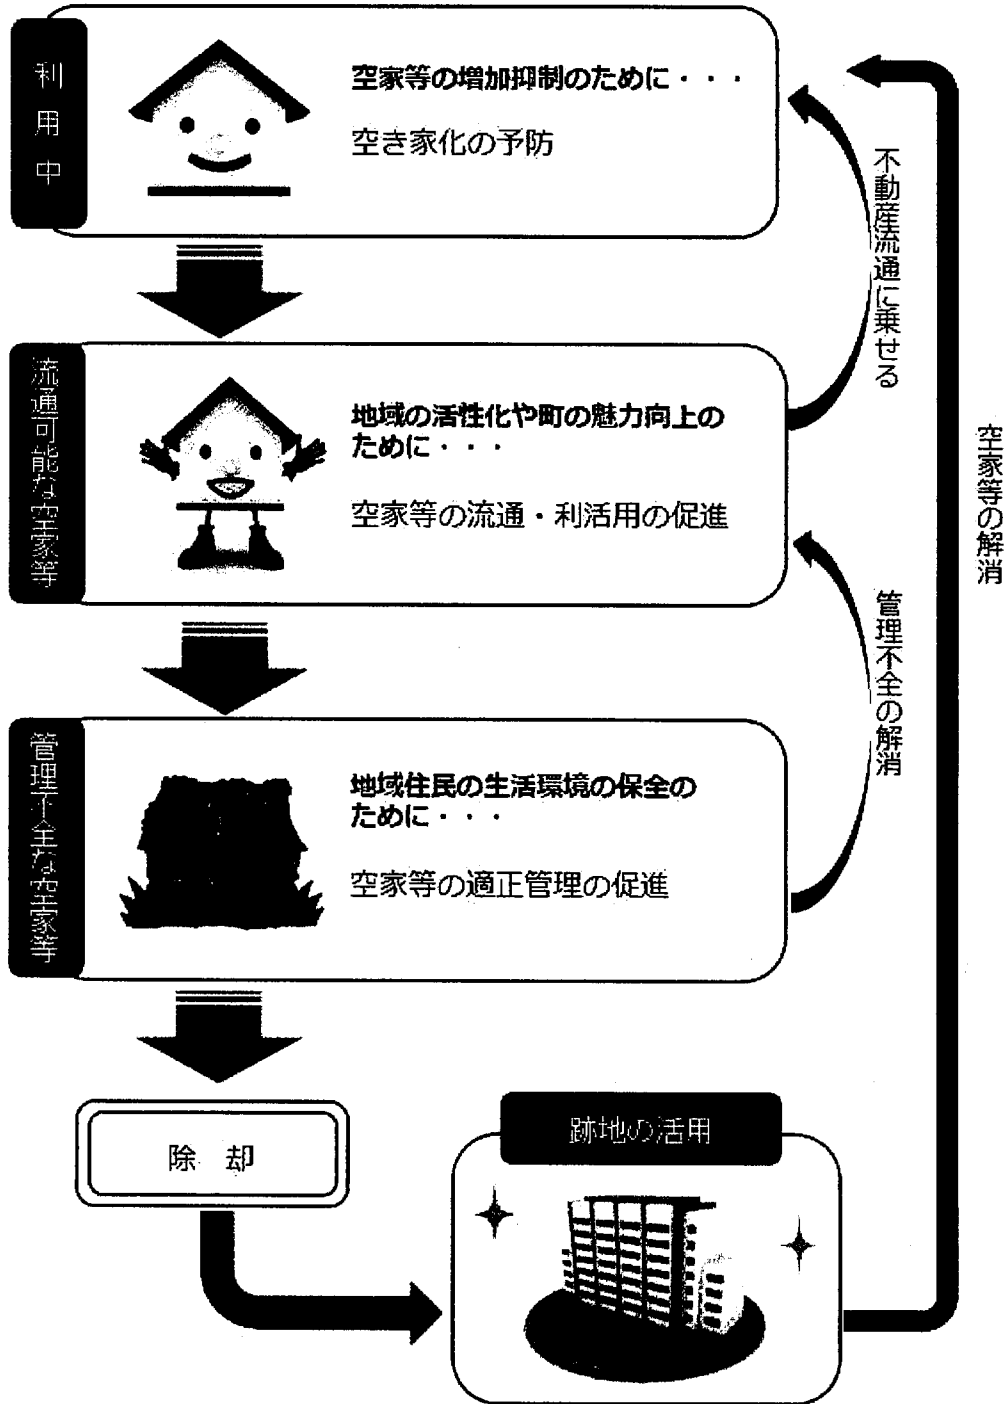 利用中
空家等の増加抑制のために・・・
空き家化の予防
不動産流通に乗せる
流通可能な空家等
地域の活性化や町の魅力向上の
ために・・・
空家等の流通・利活用の促進
空家等の解消
管理不全の解消
管理不全な空家等
地域住民の生活環境の保全の
ために・・・
空家等の適正管理の促進
除却
跡地の活用